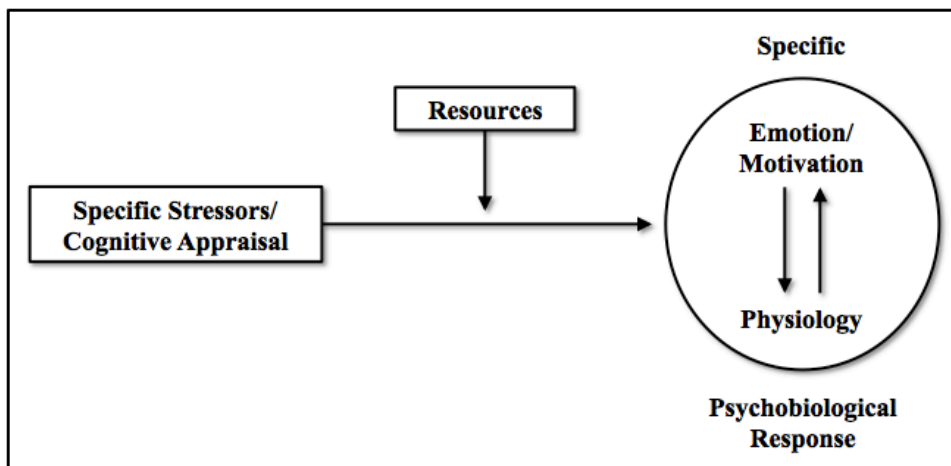 Specific
Resources
Emotion/
Motivation
Specific Stressors/
Cognitive Appraisal
Physiology
Psychobiological
Response